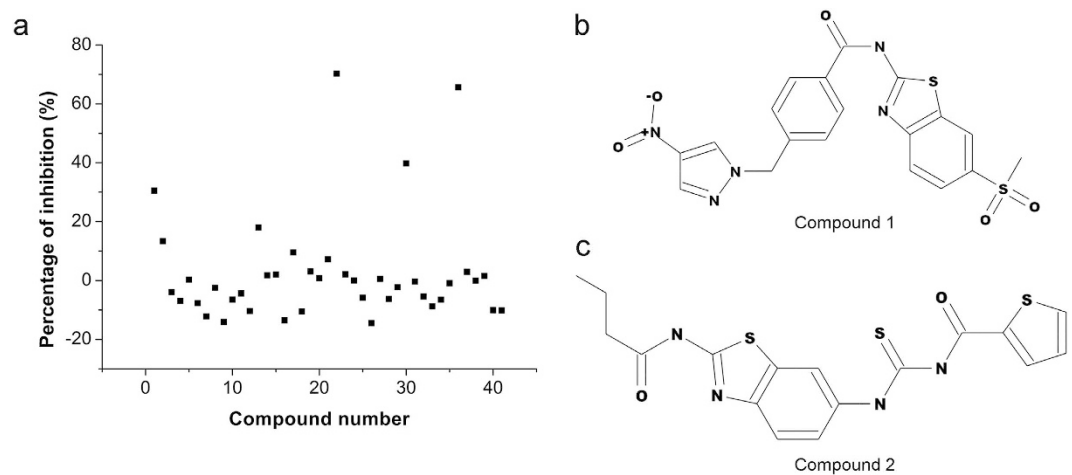 a
80
60
40
20
0
-20
0 10 20 30 40
Percentage of inhibition (%)
Compound number
b
O
N
S
N
-O
+N
O
N
N
S
O
O
Compound 1
c
O
S
N
S
S
N
N
O
N
N
Compound 2